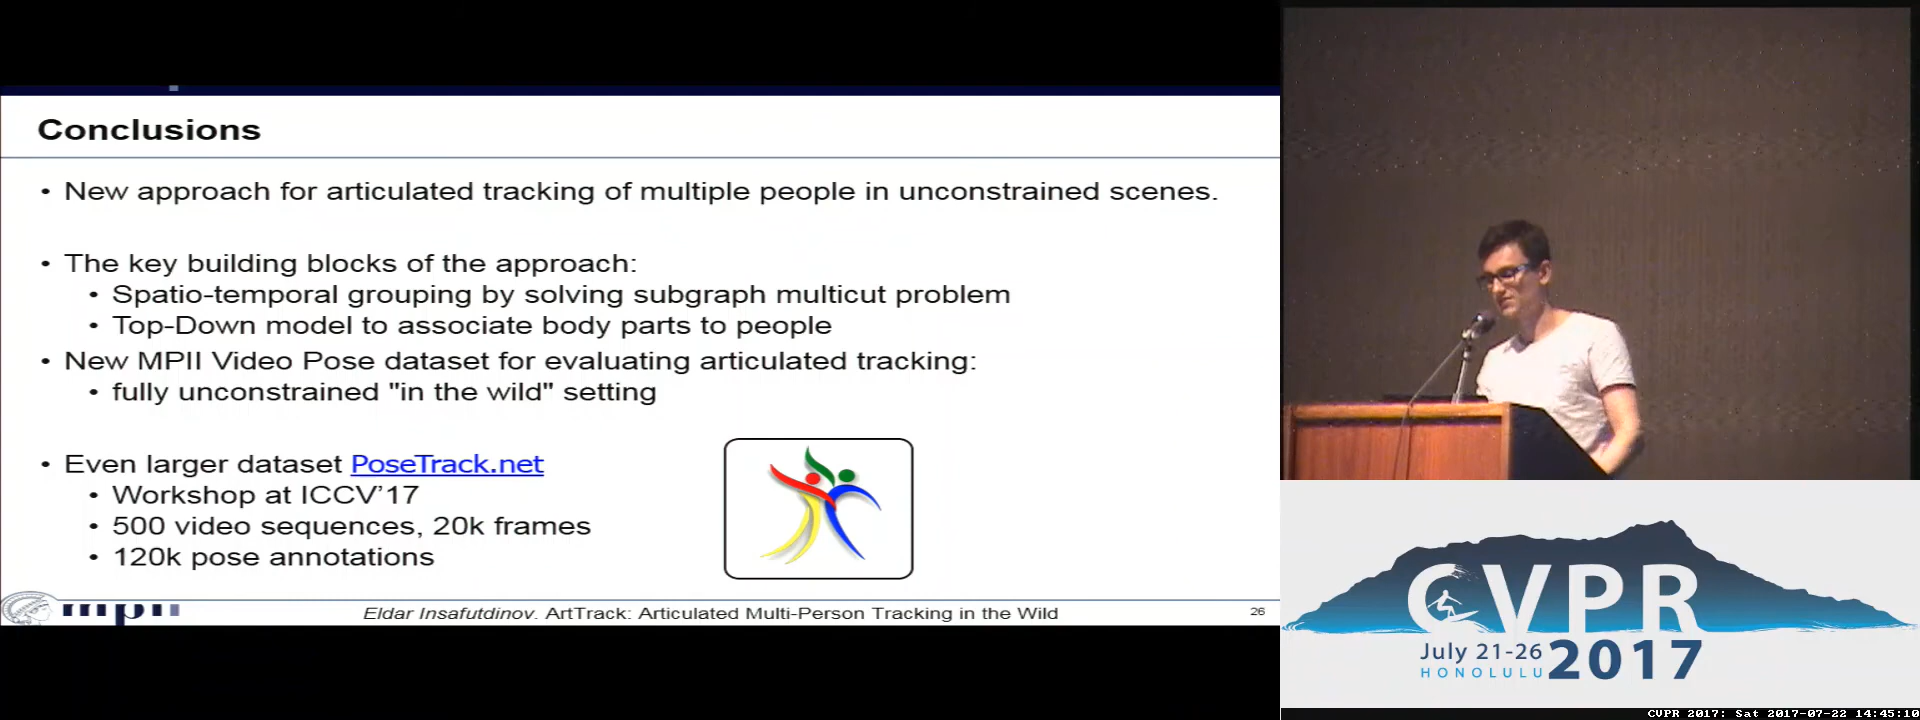 Conclusions
• New approach for articulated tracking of multiple people in unconstrained scenes.
• The key building blocks of the approach:
• Spatio-temporal grouping by solving subgraph multicut problem
• Top-Down model to associate body parts to people
• New MPII Video Pose dataset for evaluating articulated tracking:
• fully unconstrained "in the wild" setting
• Even larger dataset PoseTrack.net
• Workshop at ICCV’17
• 500 video sequences, 20k frames
• 120k pose annotations
mpii
Eldar Insafutdinov. ArtTrack: Articulated Multi-Person Tracking in the Wild
26
CVPR
July 21-26
HONOLULU
2017
CVPR 2017: Sat 2017-07-22 14:45:10